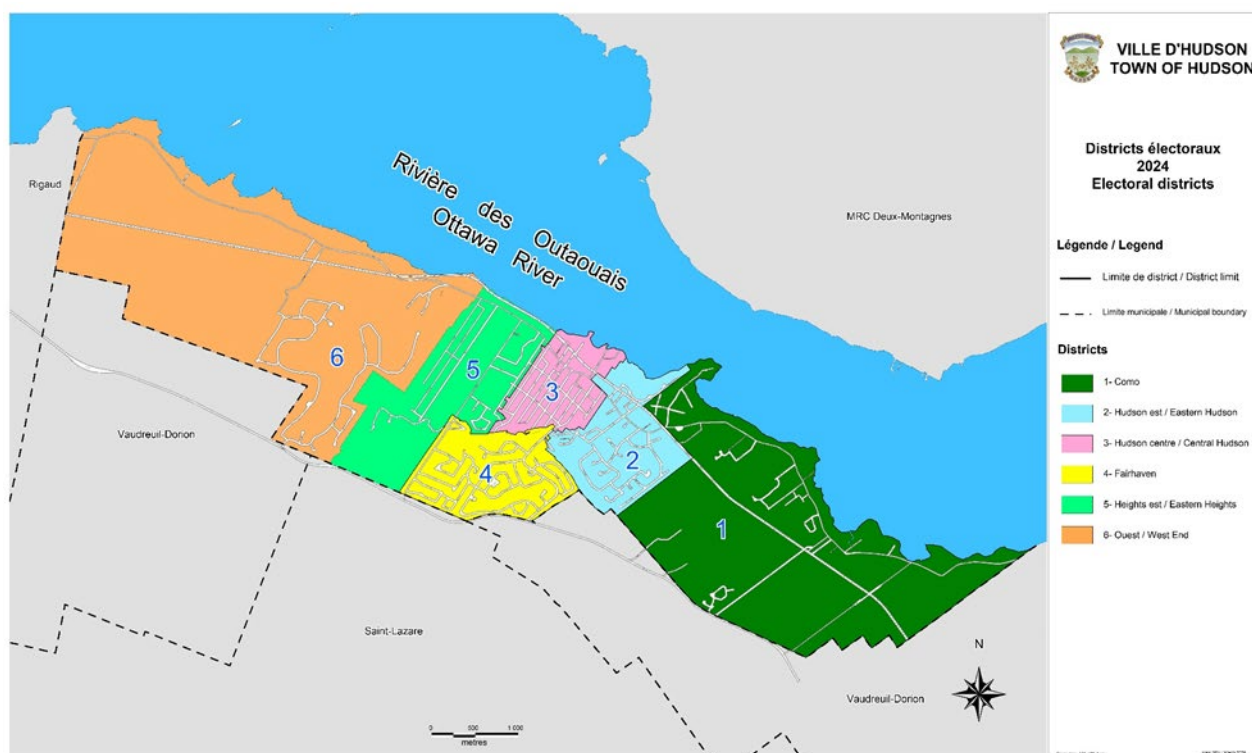 VILLE D'HUDSON
TOWN OF HUDSON
Districts électoraux
2024
Electoral districts
Légende / Legend
Limite de district / District limit
Limite municipale / Municipal boundary
Districts
1- Como
2- Hudson est / Eastern Hudson
3- Hudson centre / Central Hudson
4- Fairhaven
5- Heights est / Eastern Heights
6- Ouest / West End
Rivière des Outaouais
Ottawa River
Rigaud
MRC Deux-Montagnes
6
5
3
2
4
1
Vaudreuil-Dorion
Saint-Lazare
Vaudreuil-Dorion
N
0 500 1 000
metres